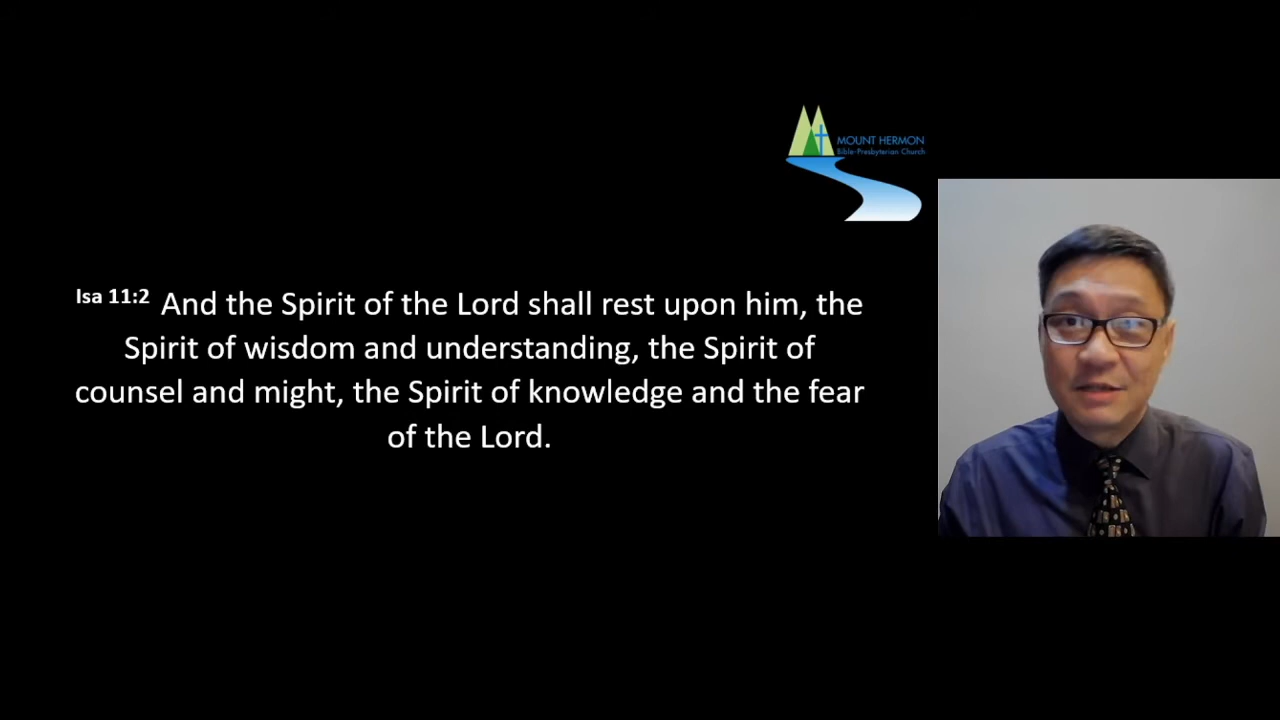 MOUNT HERMON
Bible-Presbyterian Church
Isa 11:2 And the Spirit of the Lord shall rest upon him, the
Spirit of wisdom and understanding, the Spirit of
counsel and might, the Spirit of knowledge and the fear
of the Lord.